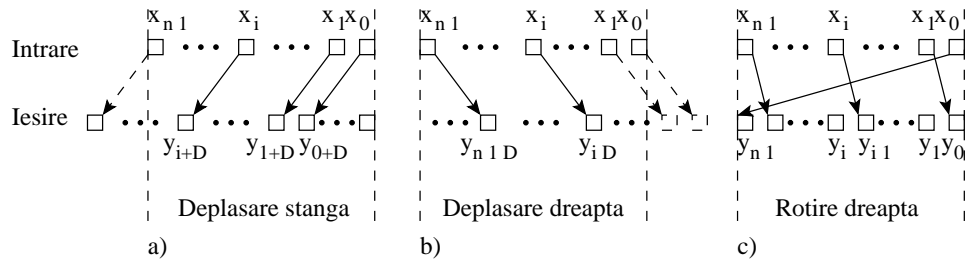 x n 1 x i x 1 x 0 x n 1 x i x 1 x 0 x n 1 x i x 1 x 0
Intrare
Iesire
y i+D y 1+D y 0+D y n 1 D y i D y n 1 y i y i 1 y 1 y 0
Deplasare stanga Deplasare dreapta Rotire dreapta
a) b) c)